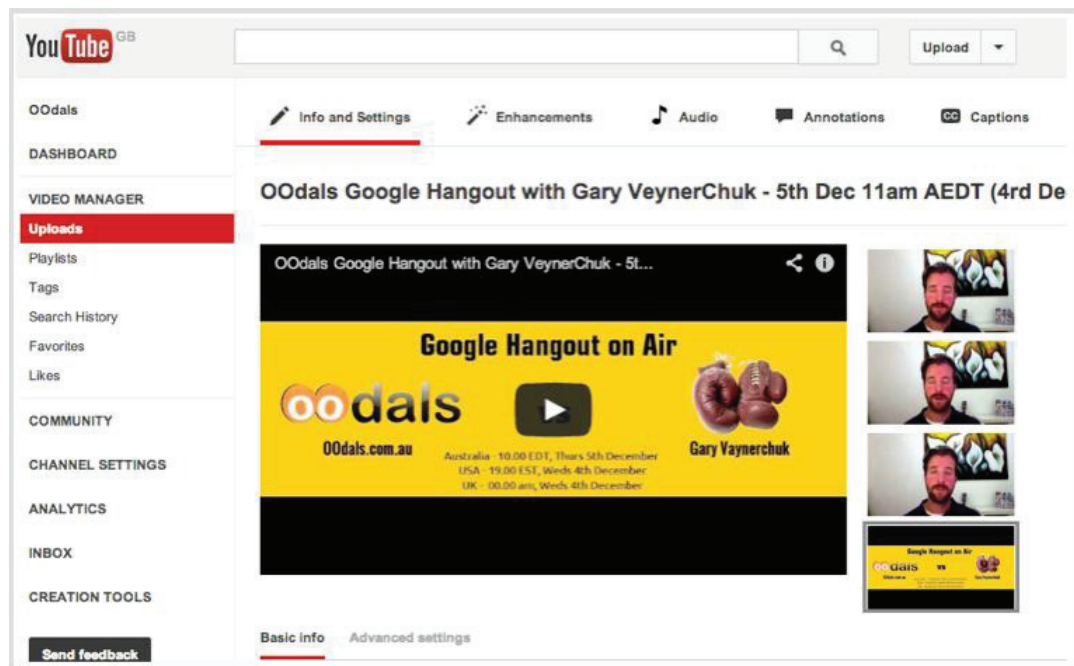 You Tube GB
Upload
OOdals
DASHBOARD
VIDEO MANAGER
Uploads
Playlists
Tags
Search History
Favorites
Likes
COMMUNITY
CHANNEL SETTINGS
ANALYTICS
INBOX
CREATION TOOLS
Send feedback
Info and Settings
Enhancements
Audio
Annotations
CC Captions
OOdals Google Hangout with Gary VeynerChuk - 5th Dec 11am AEDT (4rd De
OOdals Google Hangout with Gary VeynerChuk - 5t...
Google Hangout on Air
oodals
OOdals.com.au
Gary Vaynerchuk
Australia - 10.00 EDT, Thurs 5th December
USA - 19.00 EST, Weds 4th December
UK - 00.00 am, Weds 4th December
Google Hangout on Air
oodals
vs
Basic info
Advanced settings